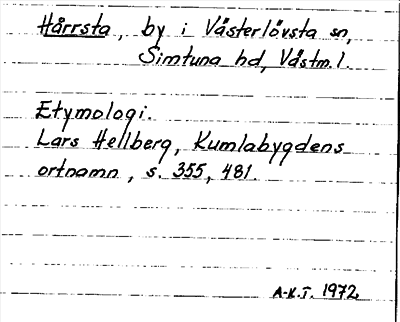 Hårrsta, by i Västerlövsta sn,
Simtuna hd, Västm. l.
Etymologi.
Lars Hellberg, Kumlabygdens
ortnamn, s. 355, 481.
A-K.T. 1972